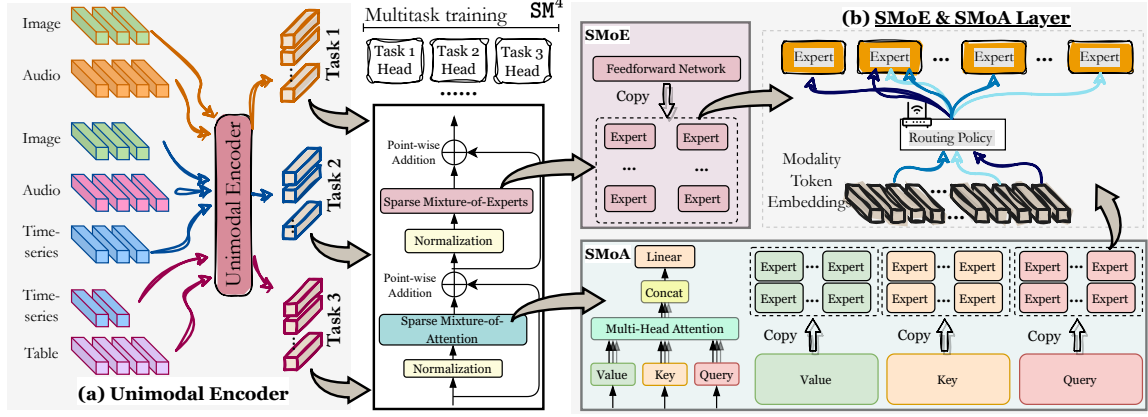 Image
Audio
Image
Audio
Time-
series
Time-
series
Table
Unimodal Encoder
Task 1
...
Task 2
...
Task 3
...
(a) Unimodal Encoder
Multitask training
SM⁴
Task 1
Head
Task 2
Head
Task 3
Head
......
Point-wise
Addition
Sparse Mixture-of-Experts
Normalization
Point-wise
Addition
Sparse Mixture-of-
Attention
Normalization
SMoE
Feedforward Network
Copy
Expert
Expert
...
...
Expert
Expert
(b) SMoE & SMoA Layer
Expert
Expert
...
Expert
...
Expert
Routing Policy
Modality
Token
Embeddings
...
SMoA
Linear
Concat
Multi-Head Attention
Value
Key
Query
Expert ... Expert
Expert ... Expert
Copy
Value
Expert ... Expert
Expert ... Expert
Copy
Key
Expert ... Expert
Expert ... Expert
Copy
Query